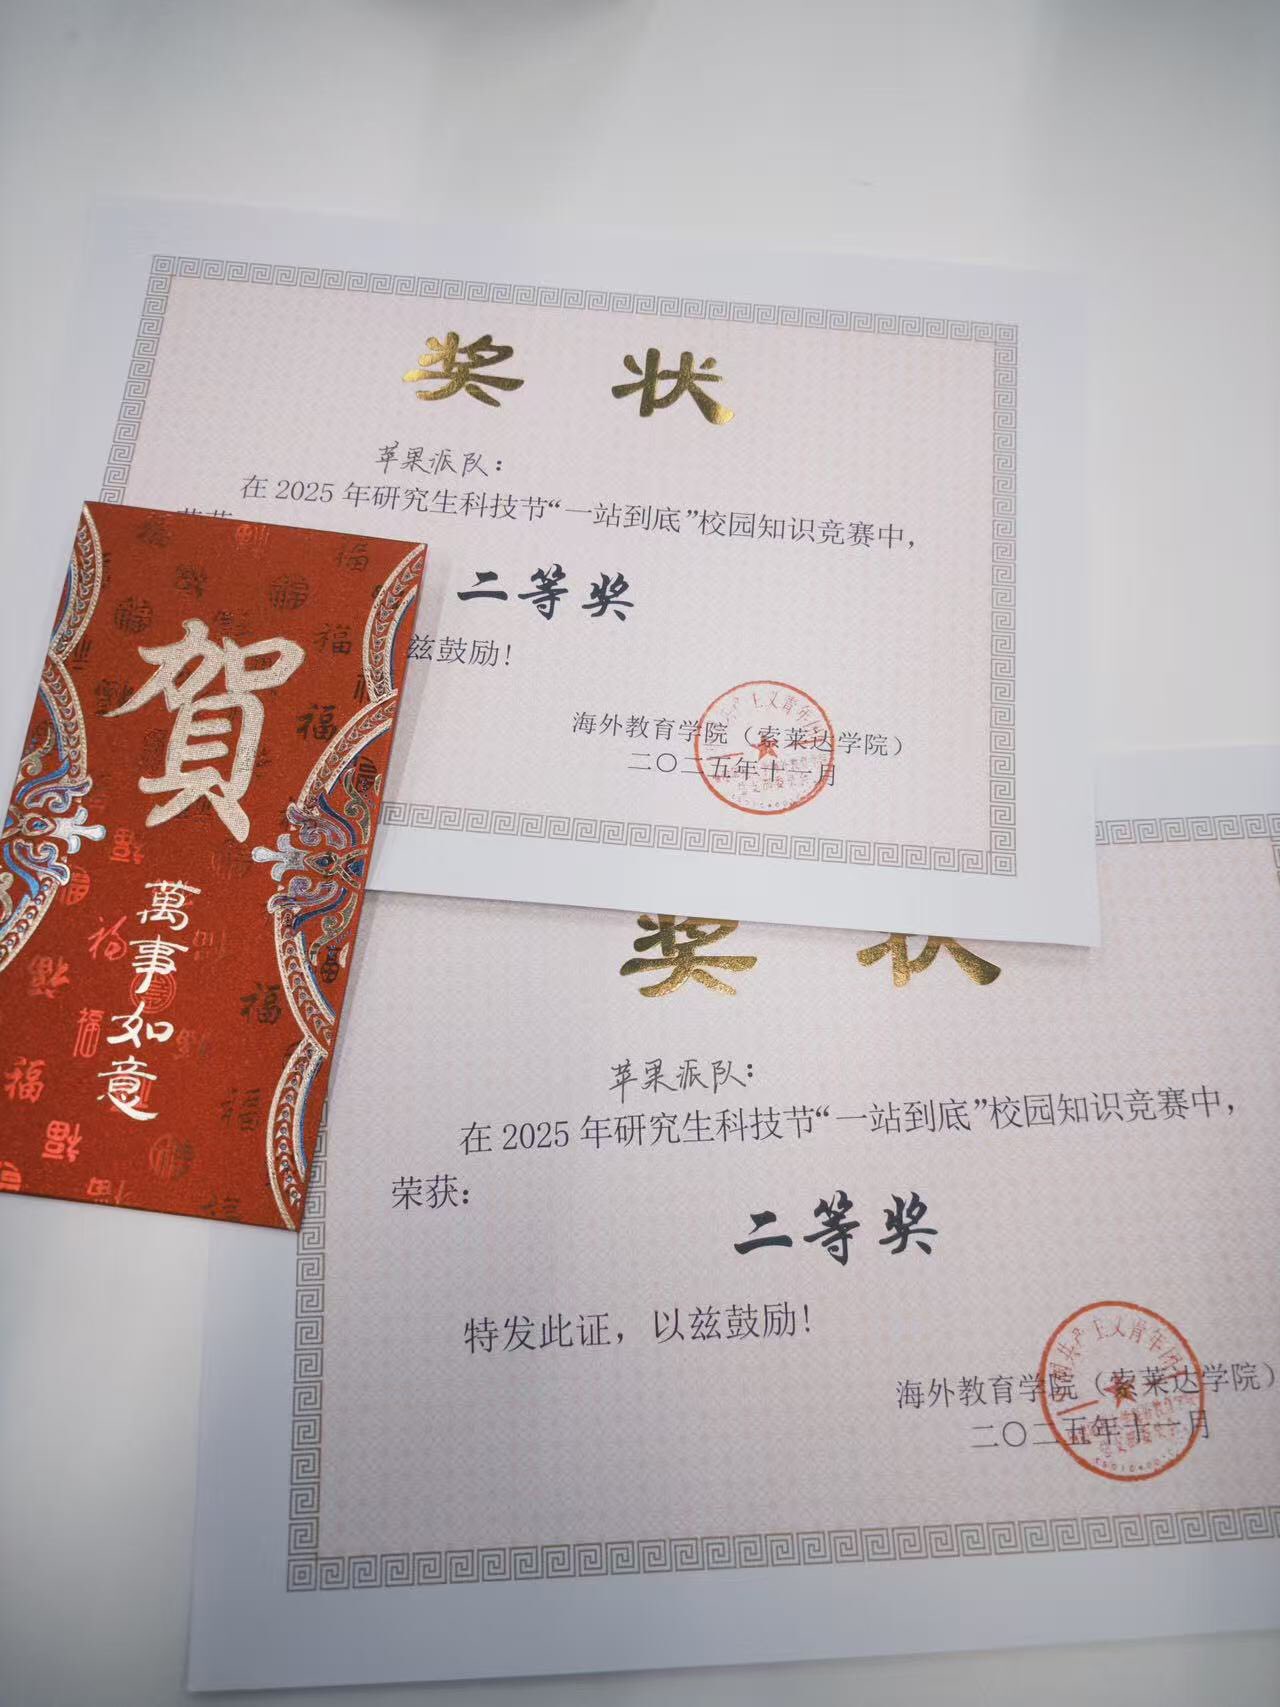 奖状
苹果派队：
在2025年研究生科技节“一站到底”校园知识竞赛中，
二等奖
兹鼓励！
海外教育学院（索莱达学院）
二〇二五年十一月
賀
萬事如意
福
奖状
苹果派队：
在2025年研究生科技节“一站到底”校园知识竞赛中，
荣获：
二等奖
特发此证，以兹鼓励！
海外教育学院（索莱达学院）
二〇二五年十一月